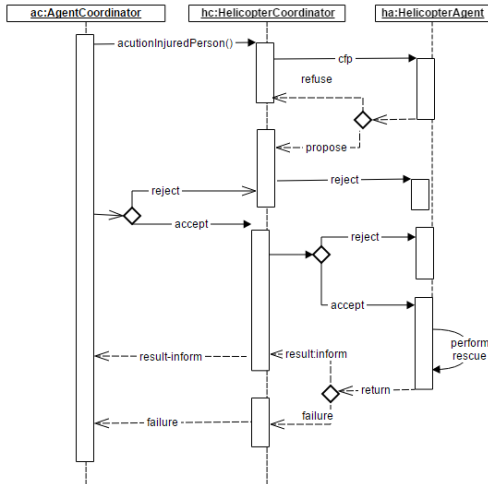 ac:AgentCoordinator
hc:HelicopterCoordinator
ha:HelicopterAgent
acutionInjuredPerson()
cfp
refuse
propose
reject
reject
accept
reject
accept
perform
rescue
result-inform
result:inform
return
failure
failure